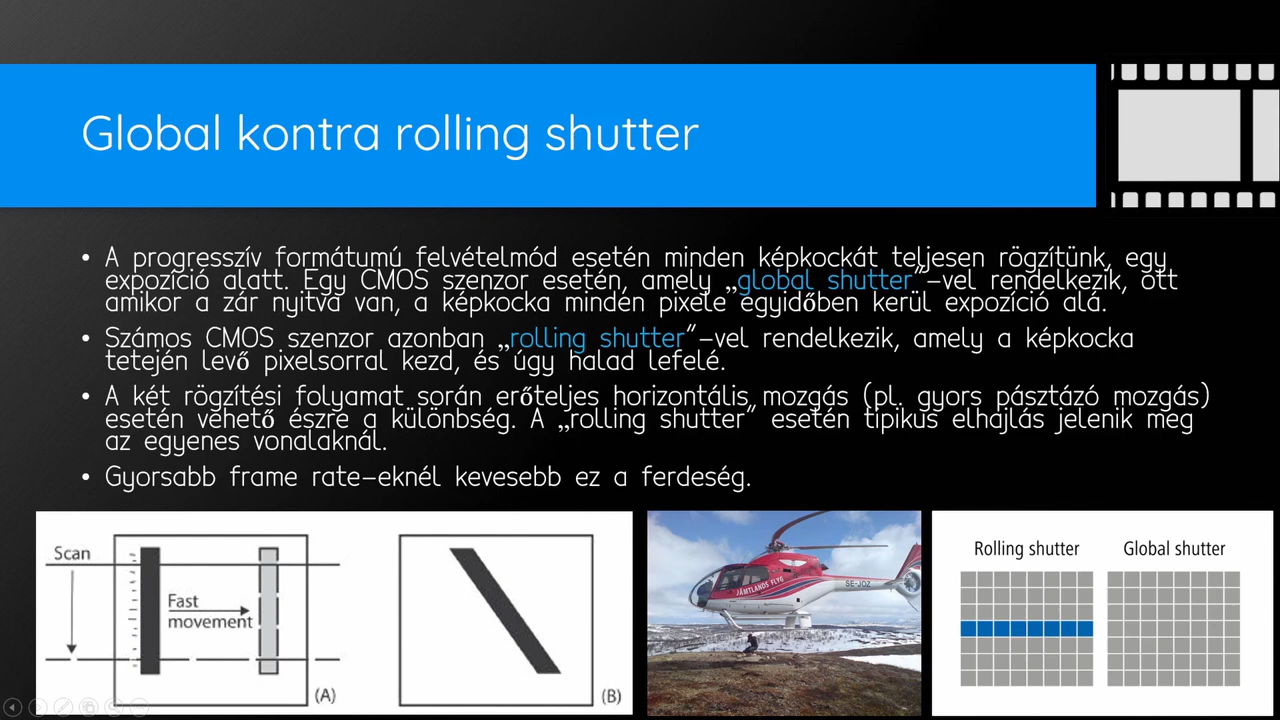 Global kontra rolling shutter
• A progresszív formátumú felvételmód esetén minden képkockát teljesen rögzítünk, egy
expozíció alatt. Egy CMOS szenzor esetén, amely „global shutter”-vel rendelkezik, ott
amikor a zár nyitva van, a képkocka minden pixele egyidőben kerül expozíció alá.
• Számos CMOS szenzor azonban „rolling shutter”-vel rendelkezik, amely a képkocka
tetején levő pixelsorral kezd, és úgy halad lefelé.
• A két rögzítési folyamat során erőteljes horizontális mozgás (pl. gyors pásztázó mozgás)
esetén vehető észre a különbség. A „rolling shutter” esetén tipikus elhajlás jelenik meg
az egyenes vonalaknál.
• Gyorsabb frame rate-eknél kevesebb ez a ferdeség.
Scan
Fast
movement
(A)
(B)
JÄMTLANDS FLYG
SE-JDZ
Rolling shutter
Global shutter